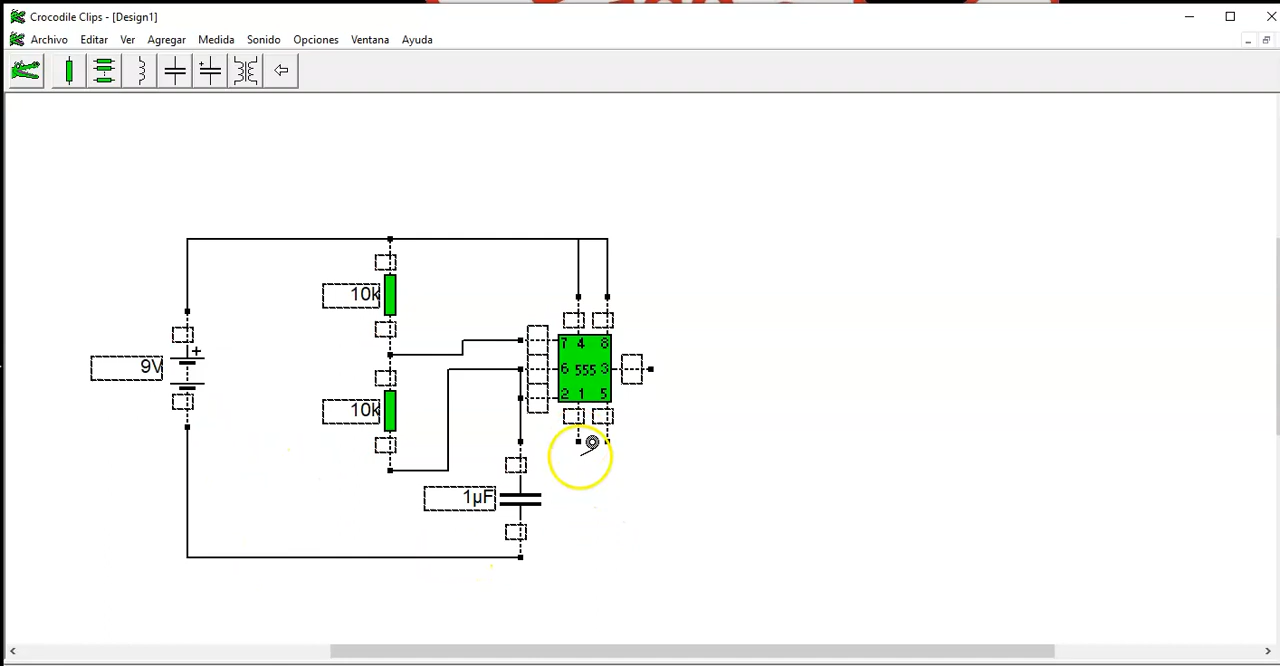 Crocodile Clips - [Design1]
Archivo Editar Ver Agregar Medida Sonido Opciones Ventana Ayuda
10k
7 4 8
9V
6 555 3
2 1 5
10k
1µF